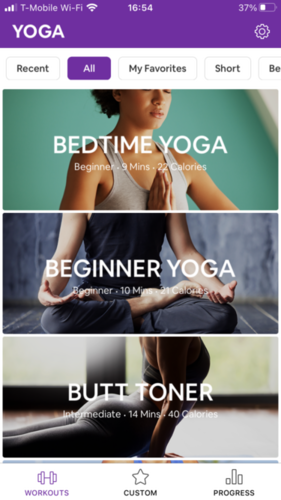 T-Mobile Wi-Fi 16:54 37%
YOGA
Recent All My Favorites Short Be
BEDTIME YOGA
Beginner • 9 Mins • 22 Calories
BEGINNER YOGA
Beginner • 10 Mins • 21 Calories
BUTT TONER
Intermediate • 14 Mins • 40 Calories
WORKOUTS CUSTOM PROGRESS